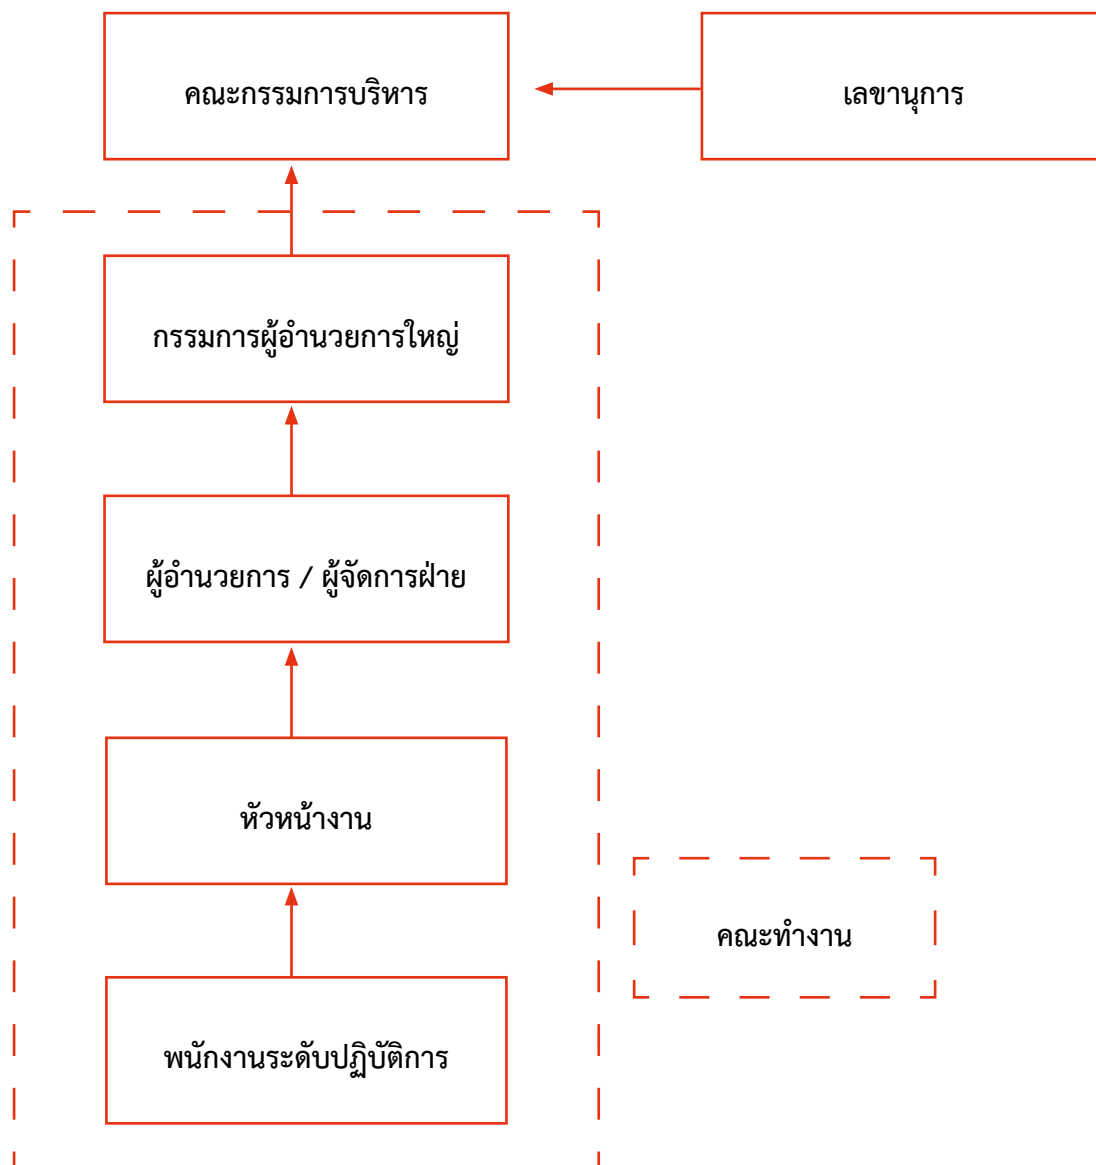 คณะกรรมการบริหาร
เลขานุการ
กรรมการผู้อำนวยการใหญ่
ผู้อำนวยการ / ผู้จัดการฝ่าย
หัวหน้างาน
คณะทำงาน
พนักงานระดับปฏิบัติการ